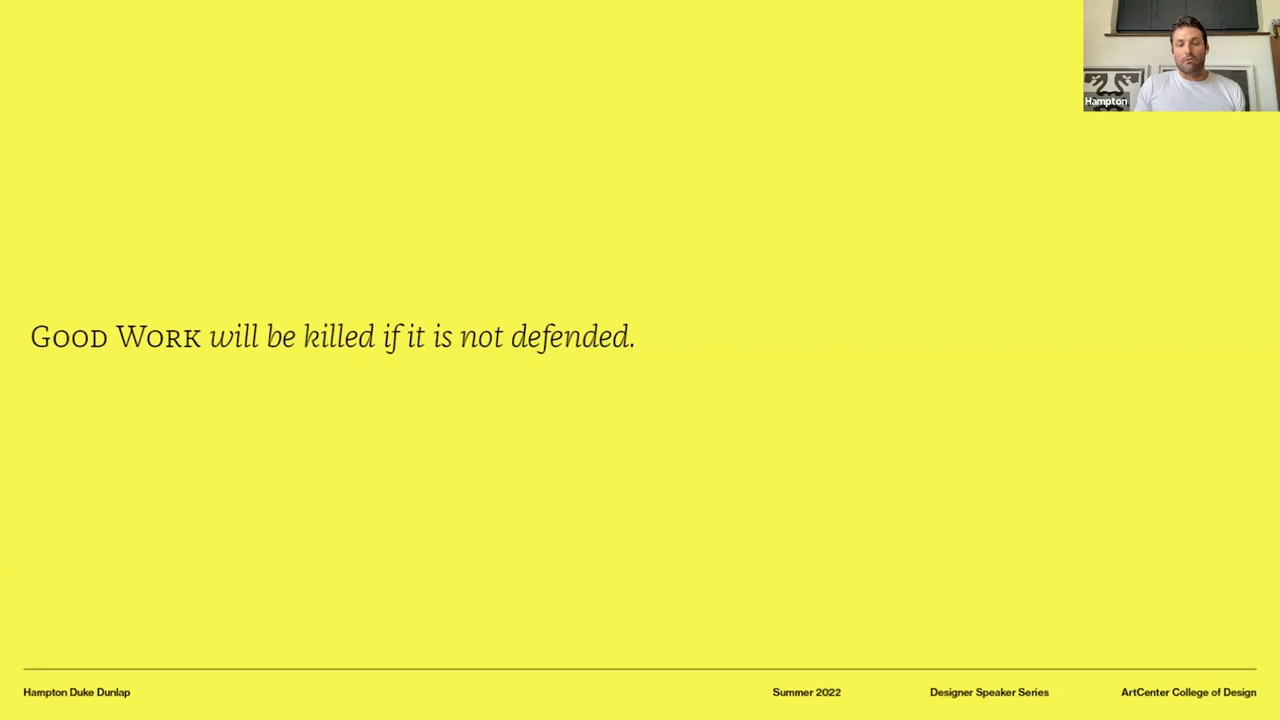 Hampton
Good Work will be killed if it is not defended.
Hampton Duke Dunlap
Summer 2022
Designer Speaker Series
ArtCenter College of Design